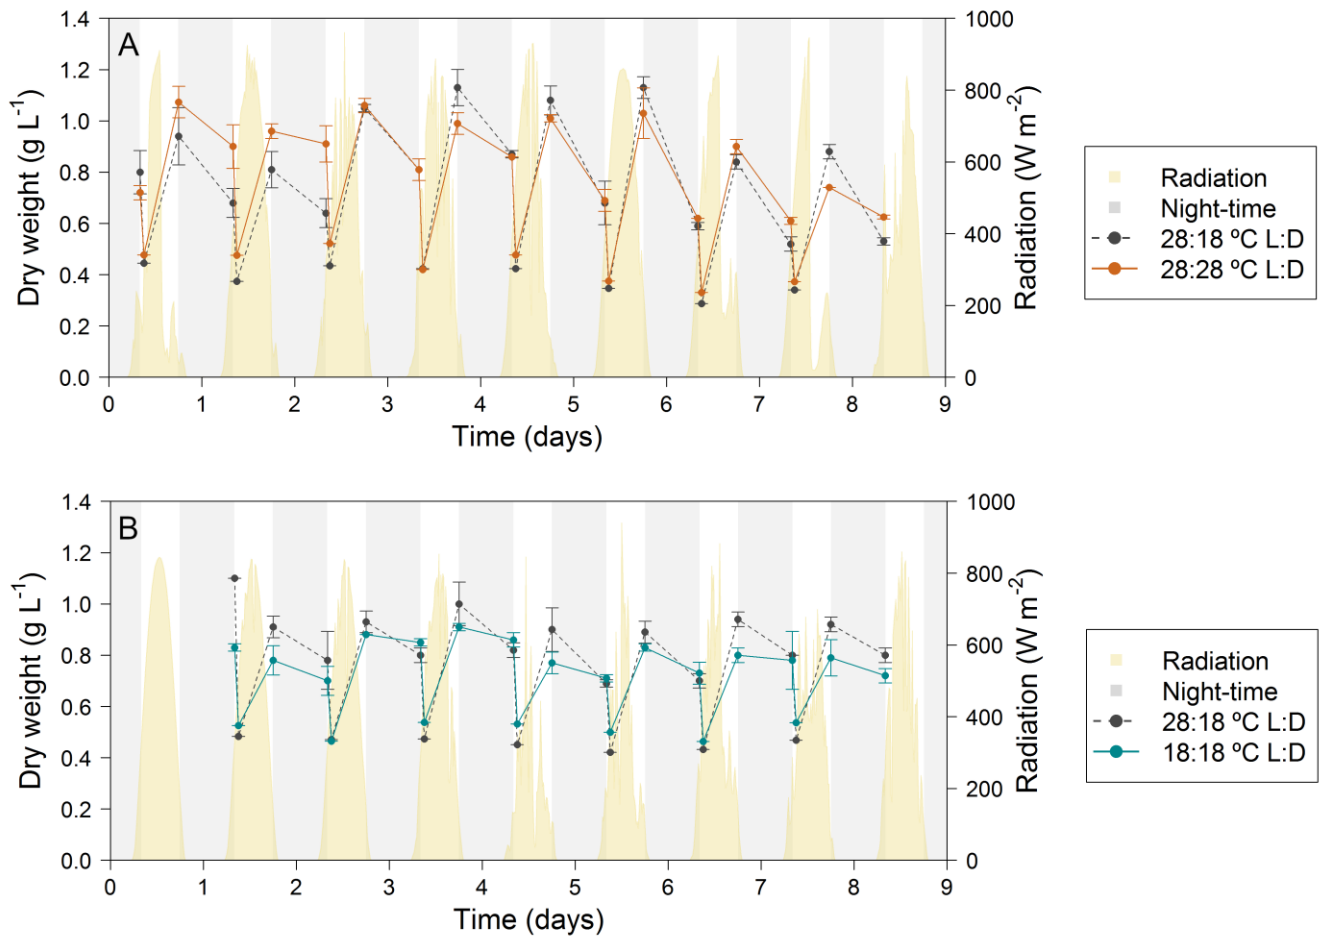 A
1.4
1.2
1.0
0.8
0.6
0.4
0.2
0.0
Dry weight (g L-1)
1000
800
600
400
200
0
Radiation (W m-2)
0 1 2 3 4 5 6 7 8 9
Time (days)
Radiation
Night-time
28:18 ºC L:D
28:28 ºC L:D
B
1.4
1.2
1.0
0.8
0.6
0.4
0.2
0.0
Dry weight (g L-1)
1000
800
600
400
200
0
Radiation (W m-2)
0 1 2 3 4 5 6 7 8 9
Time (days)
Radiation
Night-time
28:18 ºC L:D
18:18 ºC L:D